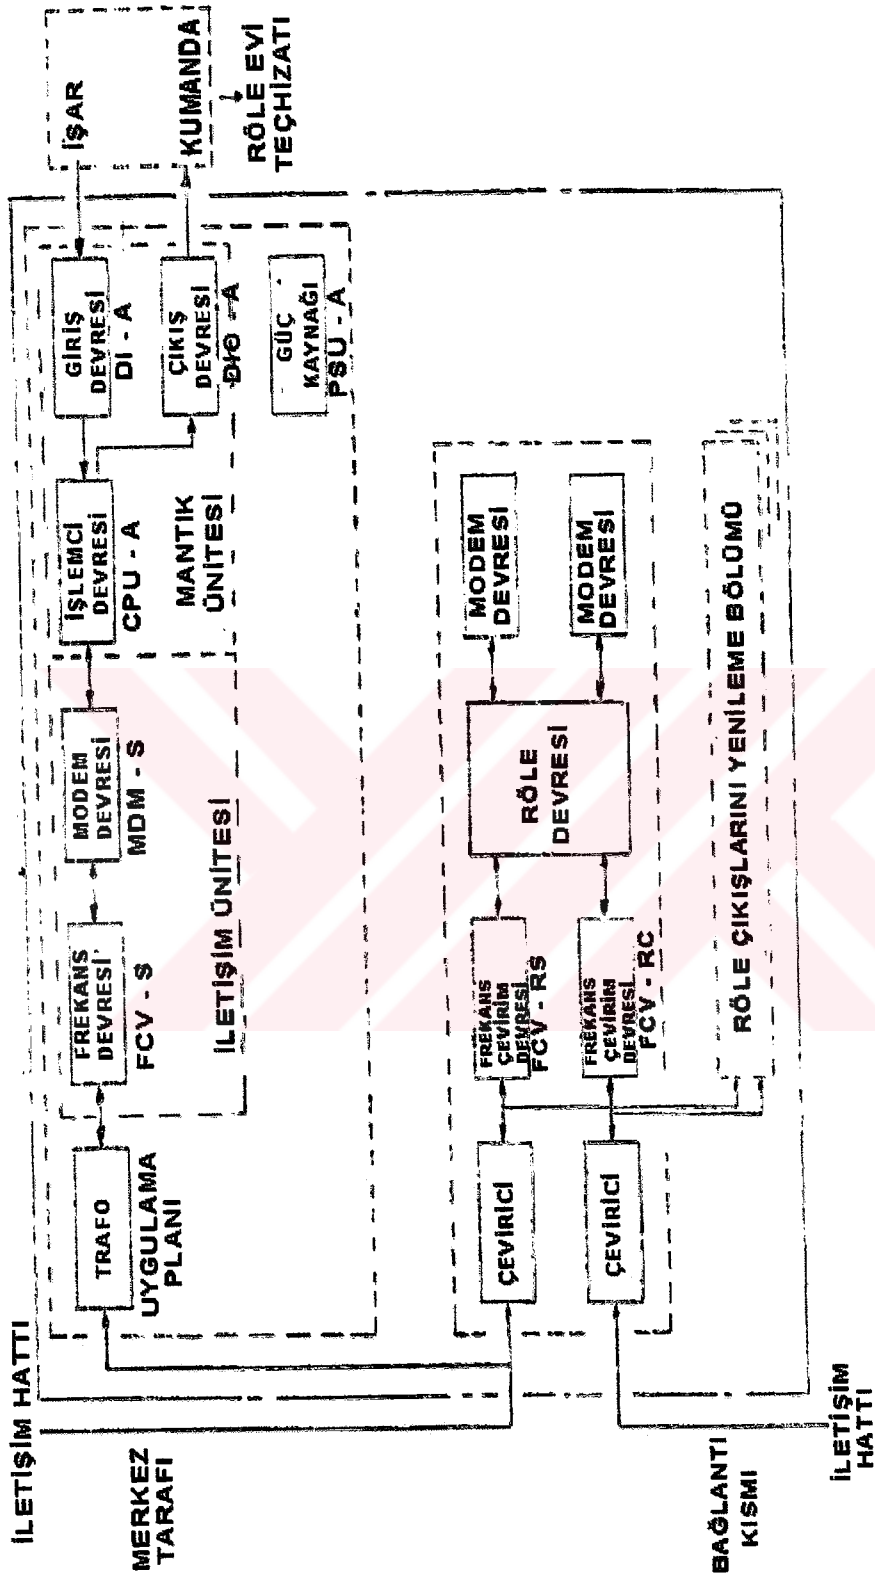 İLETİŞİM HATTI
MERKEZ
TARAFI
TRAFO
UYGULAMA
PLANI
FREKANS
DEVRESİ
FCV - S
MODEM
DEVRESİ
MDM - S
İLETİŞİM ÜNİTESİ
İŞLEMCİ
DEVRESİ
CPU - A
MANTIK
ÜNİTESİ
GİRİŞ
DEVRESİ
DI - A
ÇIKIŞ
DEVRESİ
DIO - A
GÜÇ
KAYNAĞI
PSU - A
İŞAR
KUMANDA
RÖLE EVİ
TEÇHİZATI
ÇEVİRİCİ
ÇEVİRİCİ
FREKANS
ÇEVİRİM
DEVRESİ
FCV - RS
FREKANS
ÇEVİRİM
DEVRESİ
FCV - RC
RÖLE
DEVRESİ
MODEM
DEVRESİ
MODEM
DEVRESİ
RÖLE ÇIKIŞLARINI YENİLEME BÖLÜMÜ
BAĞLANTI
KISMI
İLETİŞİM
HATTI